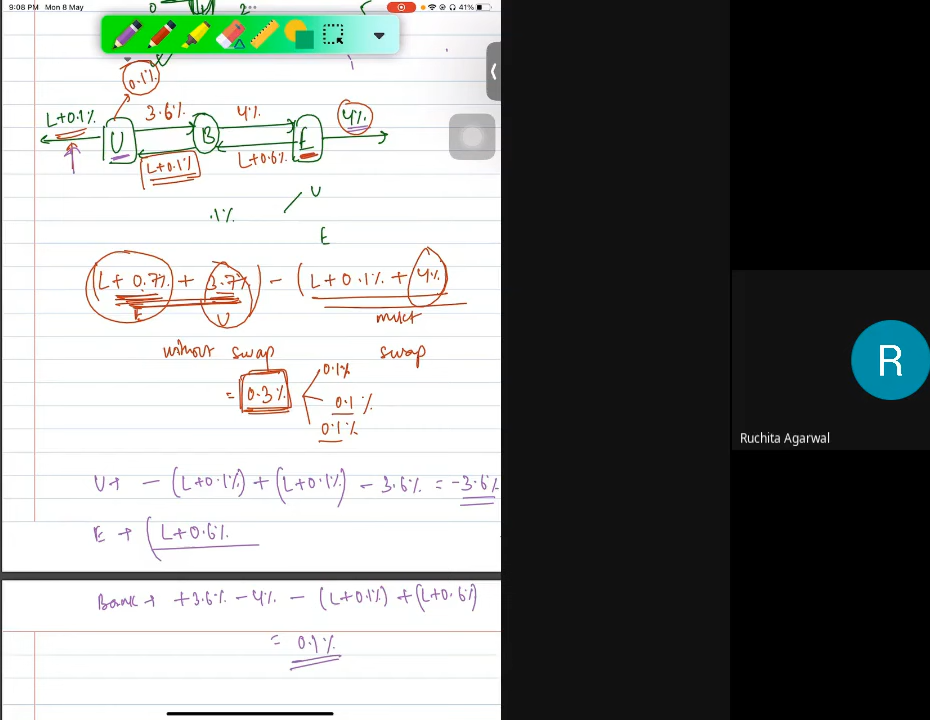 9:08 PM Mon 8 May
41%
0 2
0.1%
L+0.1% 3.6% 4% 4%
U B E
L+0.1% L+0.6%
.1% U
E
(L+ 0.7% + 3.7%) - (L+0.1% + 4%)
E U mukt
without swap swap
= 0.3% 0.1%
0.1%
0.1%
U→ - (L+0.1%) + (L+0.1%) - 3.6% = -3.6%
E → (L+0.6%
Bank → +3.6% - 4% - (L+0.1%) + (L+0.6%)
= 0.1%
R
Ruchita Agarwal